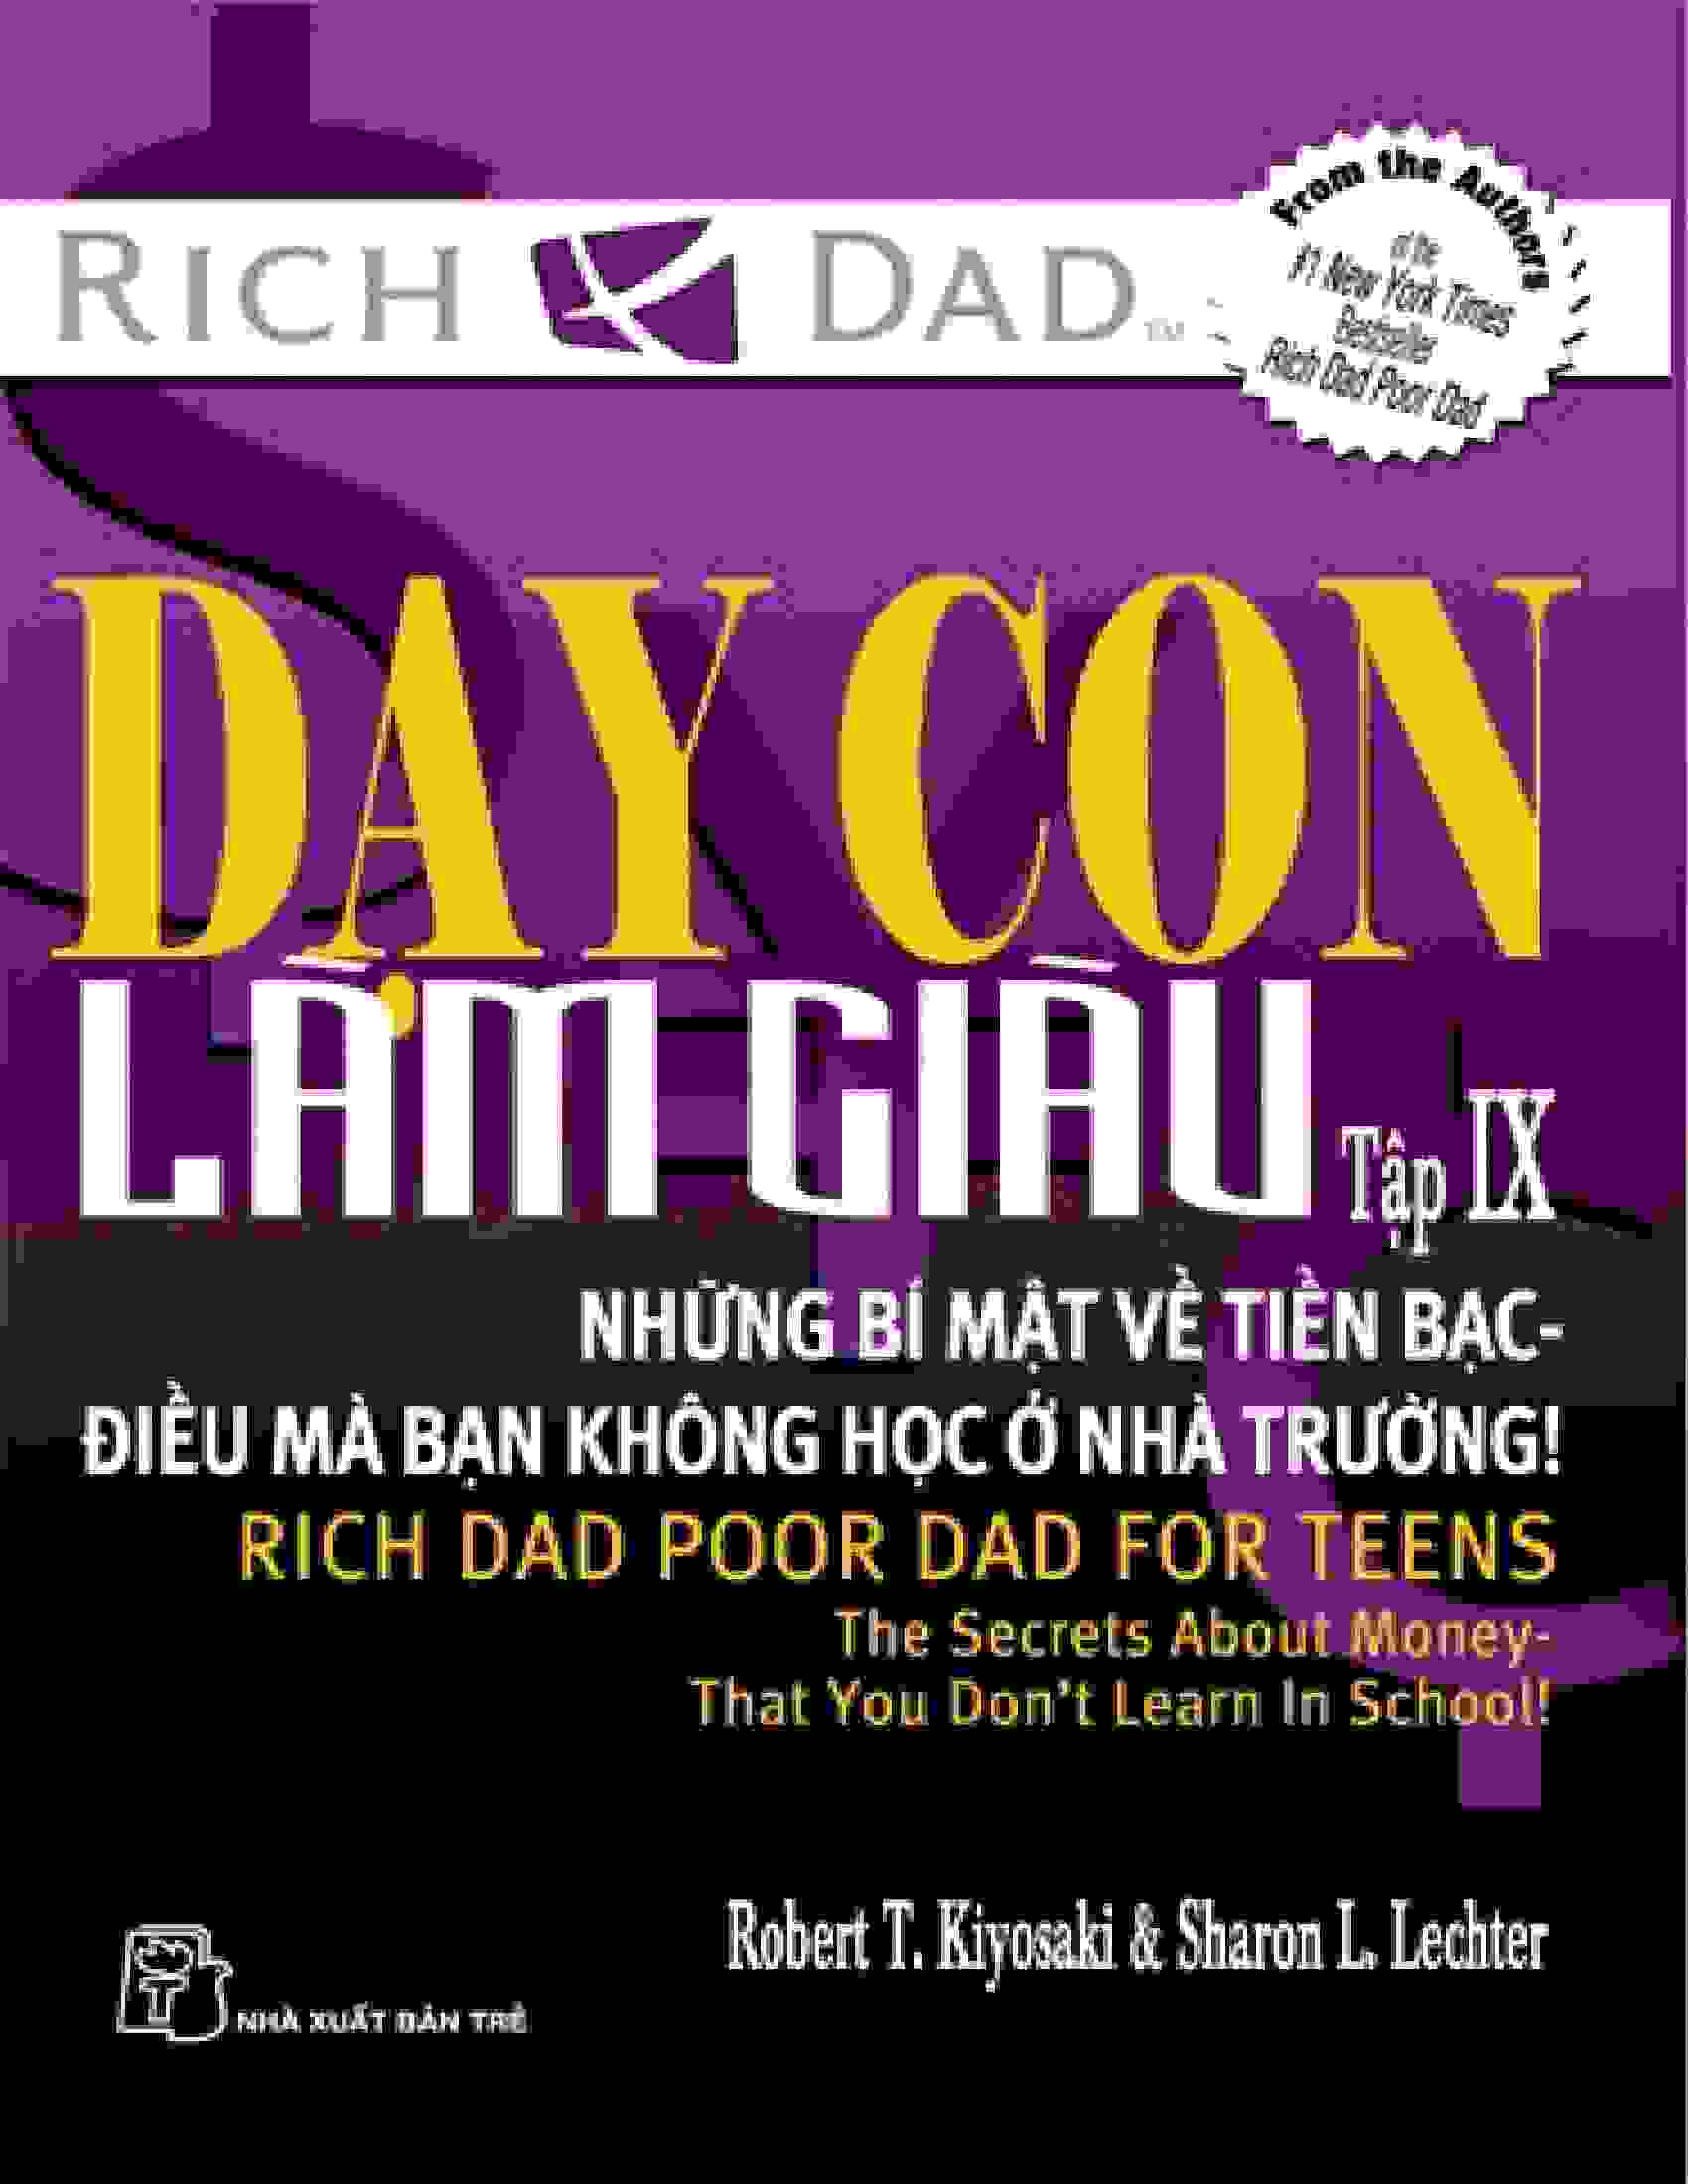 RICH DAD TM
From the Authors
of the
#1 New York Times
Bestseller
Rich Dad Poor Dad
DẠY CON
LÀM GIÀU Tập IX
NHỮNG BÍ MẬT VỀ TIỀN BẠC-
ĐIỀU MÀ BẠN KHÔNG HỌC Ở NHÀ TRƯỜNG!
RICH DAD POOR DAD FOR TEENS
The Secrets About Money-
That You Don't Learn In School!
Robert T. Kiyosaki & Sharon L. Lechter
NHÀ XUẤT BẢN TRẺ